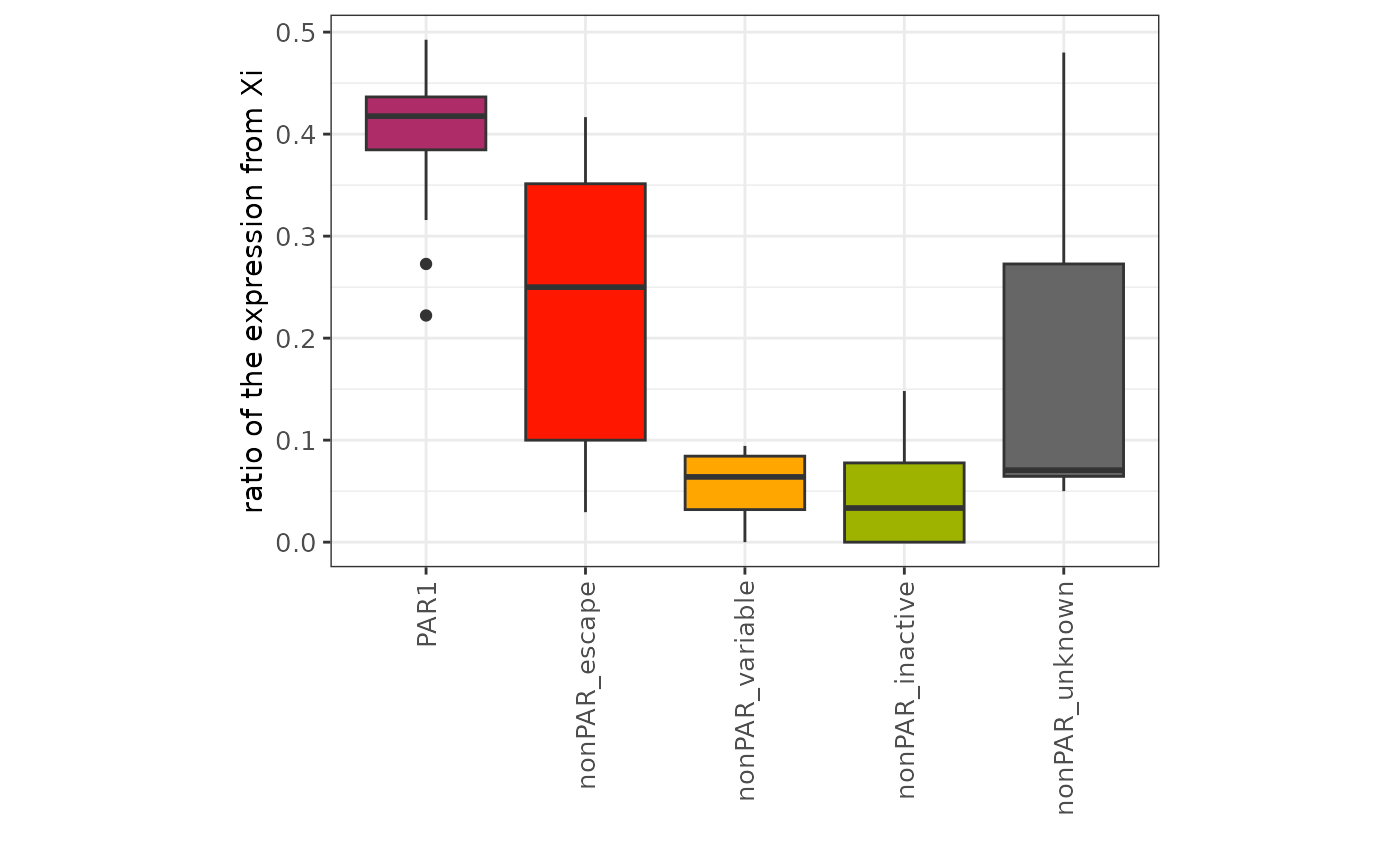 ratio of the expression from Xi
0.5
0.4
0.3
0.2
0.1
0.0
PAR1
nonPAR_escape
nonPAR_variable
nonPAR_inactive
nonPAR_unknown